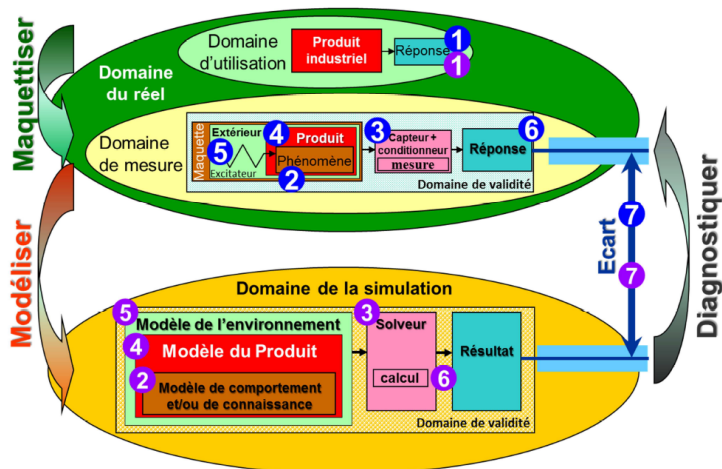 Maquettiser
Modéliser
Domaine
du réel
Domaine
d'utilisation
Produit
industriel
Réponse
1
1
Domaine
de mesure
Maquette
Extérieur
5
Excitateur
4
Produit
Phénomène
2
3
Capteur +
conditionneur
mesure
Réponse
6
Domaine de validité
Ecart
7
7
Diagnostiquer
Domaine de la simulation
5
Modèle de l'environnement
4
Modèle du Produit
2
Modèle de comportement
et/ou de connaissance
3
Solveur
calcul
6
Résultat
Domaine de validité